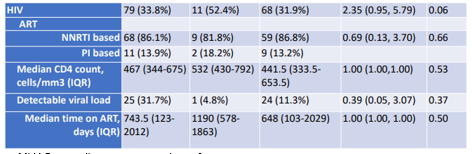 HIV 79 (33.8%) 11 (52.4%) 68 (31.9%) 2.35 (0.95, 5.79) 0.06
ART
NNRTI based 68 (86.1%) 9 (81.8%) 59 (86.8%) 0.69 (0.13, 3.70) 0.66
PI based 11 (13.9%) 2 (18.2%) 9 (13.2%)
Median CD4 count, 467 (344-675) 532 (430-792) 441.5 (333.5- 1.00 (1.00,1.00) 0.53
cells/mm3 (IQR) 653.5)
Detectable viral load 25 (31.7%) 1 (4.8%) 24 (11.3%) 0.39 (0.05, 3.07) 0.37
Median time on ART, 743.5 (123- 1190 (578- 648 (103-2029) 1.00 (1.00, 1.00) 0.50
days (IQR) 2012) 1863)